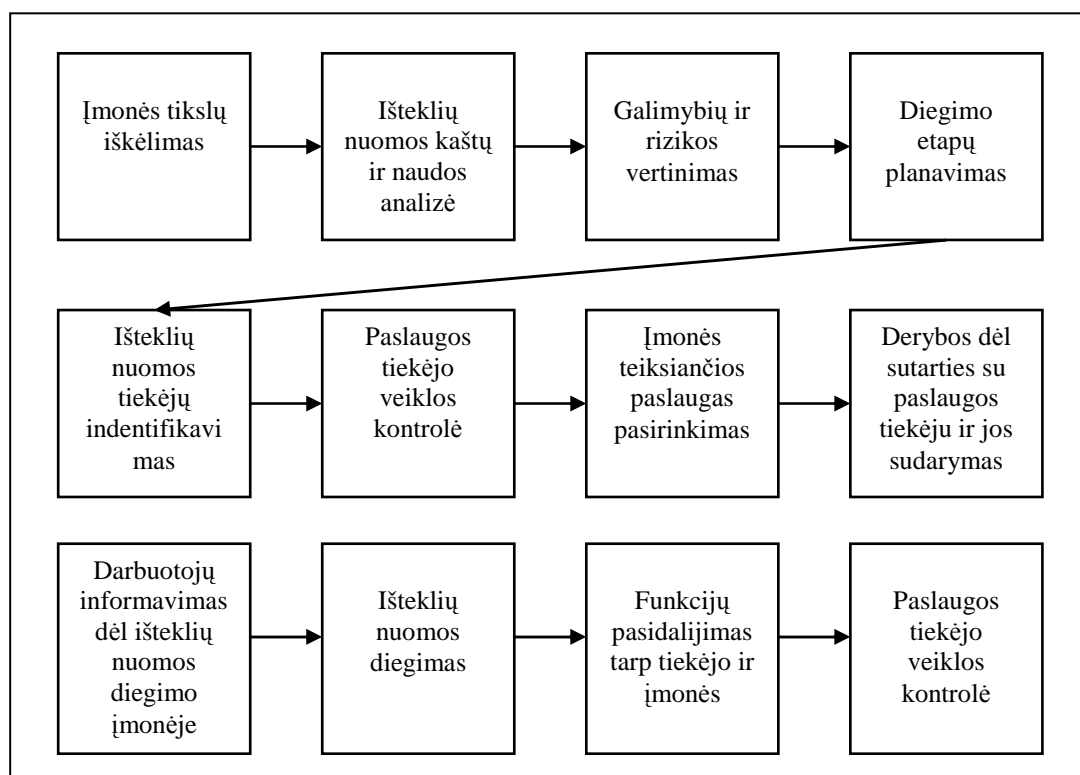 Įmonės tikslų
iškėlimas
Išteklių
nuomos kaštų
ir naudos
analizė
Galimybių ir
rizikos
vertinimas
Diegimo
etapų
planavimas
Išteklių
nuomos
tiekėjų
indentifikavi
mas
Paslaugos
tiekėjo
veiklos
kontrolė
Įmonės
teiksiančios
paslaugas
pasirinkimas
Derybos dėl
sutarties su
paslaugos
tiekėju ir jos
sudarymas
Darbuotojų
informavimas
dėl išteklių
nuomos
diegimo
įmonėje
Išteklių
nuomos
diegimas
Funkcijų
pasidalijimas
tarp tiekėjo ir
įmonės
Paslaugos
tiekėjo
veiklos
kontrolė